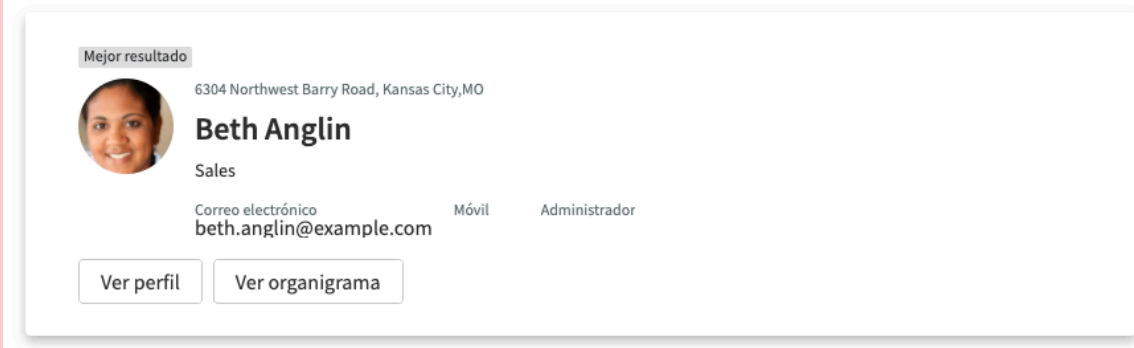 Mejor resultado
6304 Northwest Barry Road, Kansas City,MO
Beth Anglin
Sales
Correo electrónico Móvil Administrador
beth.anglin@example.com
Ver perfil Ver organigrama